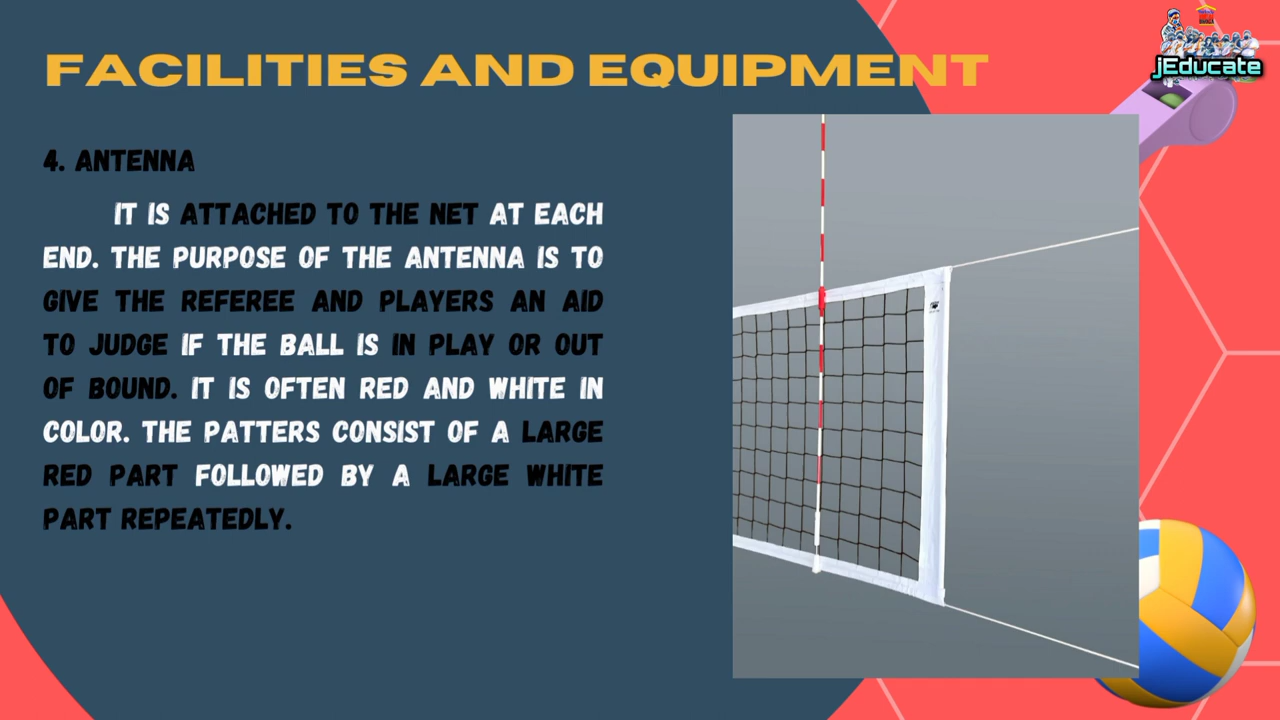 FACILITIES AND EQUIPMENT
jEducate
4. ANTENNA
IT IS ATTACHED TO THE NET AT EACH
END. THE PURPOSE OF THE ANTENNA IS TO
GIVE THE REFEREE AND PLAYERS AN AID
TO JUDGE IF THE BALL IS IN PLAY OR OUT
OF BOUND. IT IS OFTEN RED AND WHITE IN
COLOR. THE PATTERS CONSIST OF A LARGE
RED PART FOLLOWED BY A LARGE WHITE
PART REPEATEDLY.